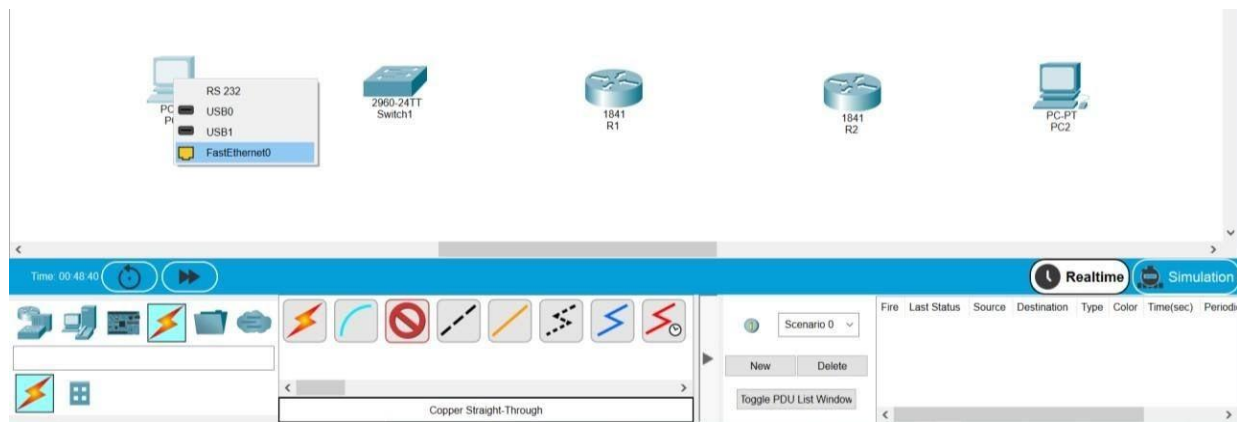 RS 232
USB0
USB1
FastEthernet0
2960-24TT
Switch1
1841
R1
1841
R2
PC-PT
PC2
Time: 00:48:40
Realtime
Simulation
Scenario 0
New
Delete
Toggle PDU List Window
Fire Last Status Source Destination Type Color Time(sec)
Copper Straight-Through